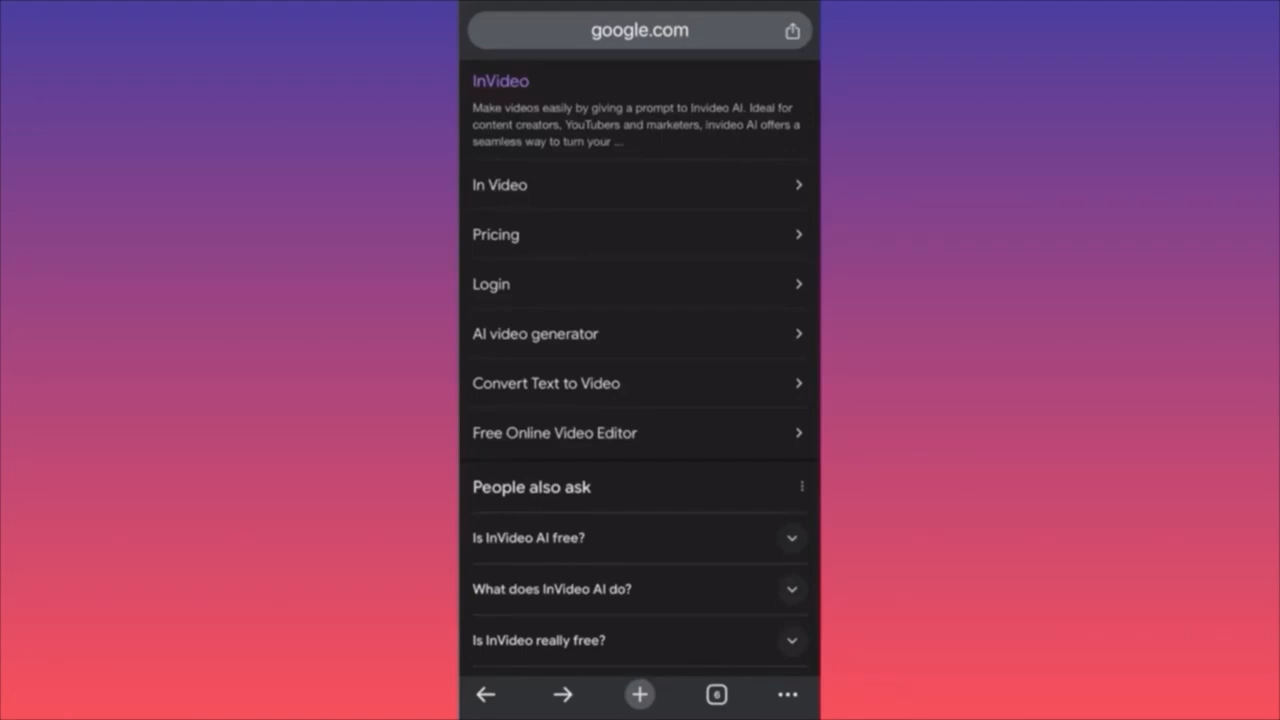 google.com
InVideo
Make videos easily by giving a prompt to Invideo AI. Ideal for
content creators, YouTubers and marketers, invideo AI offers a
seamless way to turn your ...
In Video
Pricing
Login
AI video generator
Convert Text to Video
Free Online Video Editor
People also ask
Is InVideo AI free?
What does InVideo AI do?
Is InVideo really free?
6